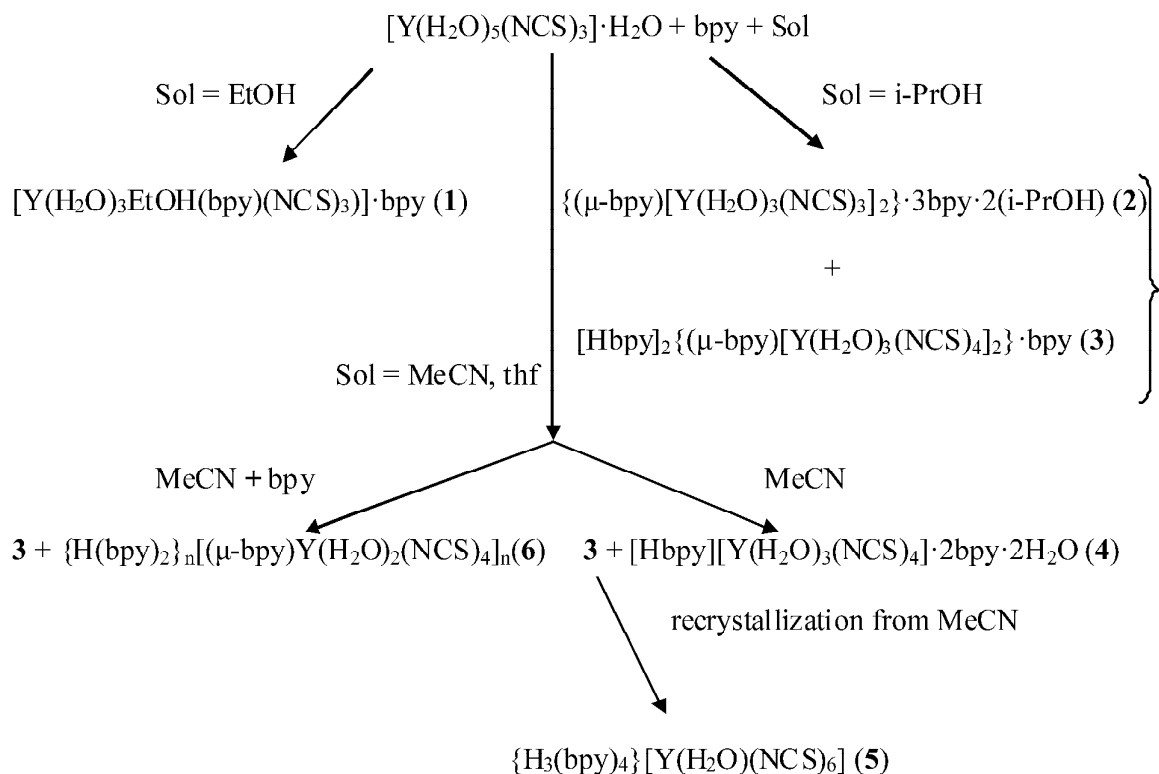 [Y(H₂O)₅(NCS)₃]·H₂O + bpy + Sol
Sol = EtOH
Sol = i-PrOH
[Y(H₂O)₃EtOH(bpy)(NCS)₃)]·bpy (1)
{(μ-bpy)[Y(H₂O)₃(NCS)₃]₂}·3bpy·2(i-PrOH) (2)
+
[Hbpy]₂{(μ-bpy)[Y(H₂O)₃(NCS)₄]₂}·bpy (3)
Sol = MeCN, thf
MeCN + bpy
MeCN
3 + {H(bpy)₂}ₙ[(μ-bpy)Y(H₂O)₂(NCS)₄]ₙ(6)
3 + [Hbpy][Y(H₂O)₃(NCS)₄]·2bpy·2H₂O (4)
recrystallization from MeCN
{H₃(bpy)₄}[Y(H₂O)(NCS)₆] (5)